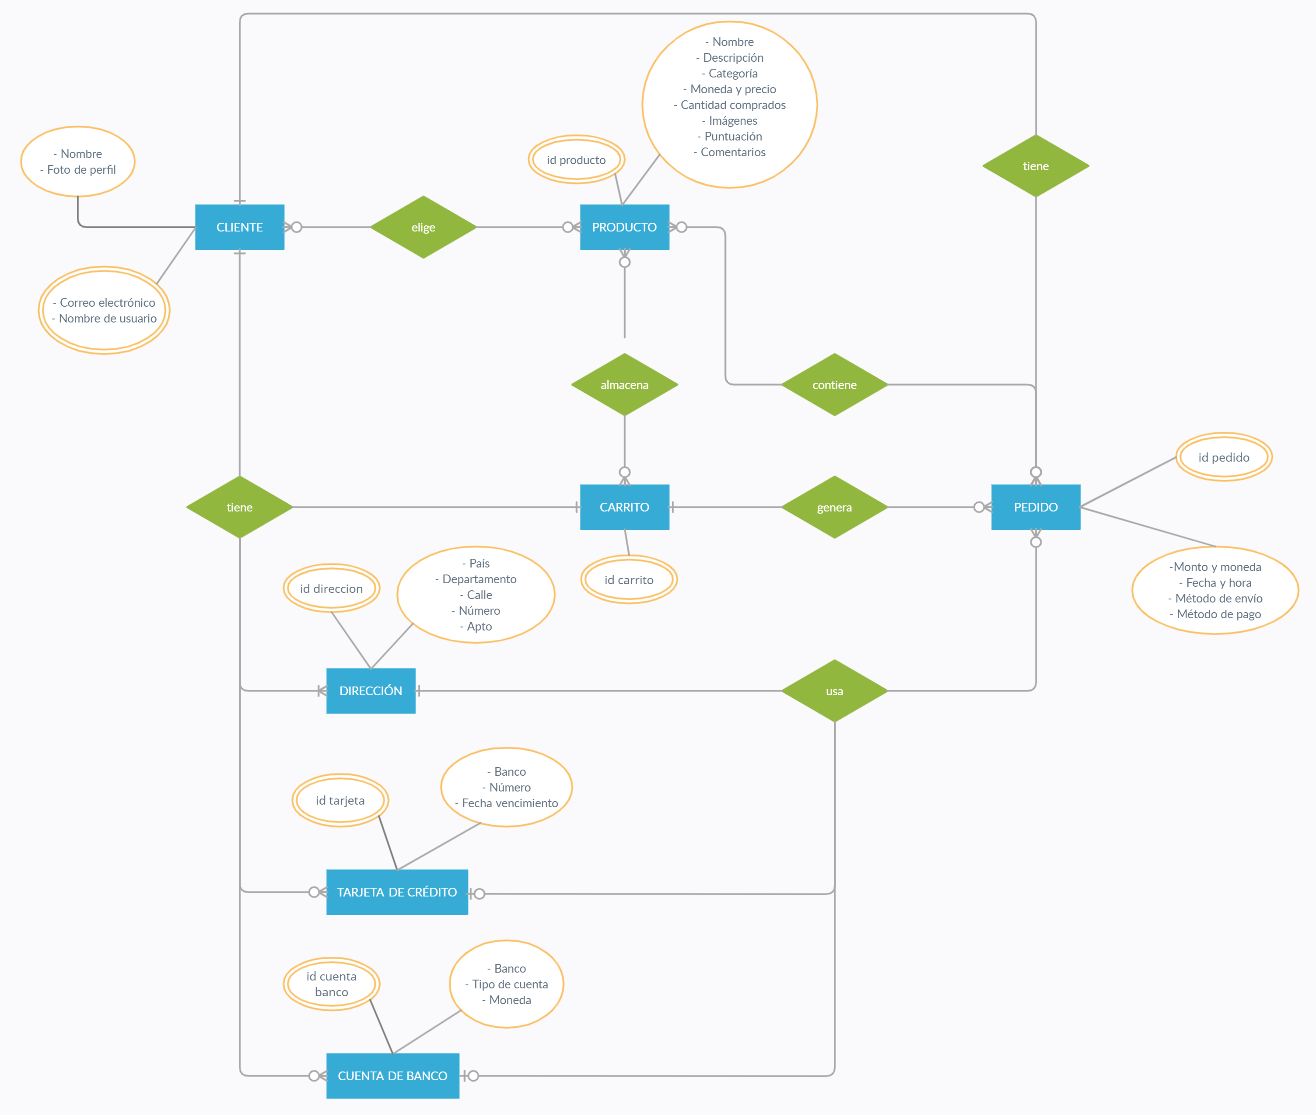 - Nombre
- Descripción
- Categoría
- Moneda y precio
- Cantidad comprados
- Imágenes
- Puntuación
- Comentarios
- Nombre
- Foto de perfil
id producto
tiene
CLIENTE
elige
PRODUCTO
- Correo electrónico
- Nombre de usuario
almacena
contiene
id pedido
tiene
CARRITO
genera
PEDIDO
id direccion
- País
- Departamento
- Calle
- Número
- Apto
id carrito
-Monto y moneda
- Fecha y hora
- Método de envío
- Método de pago
DIRECCIÓN
usa
id tarjeta
- Banco
- Número
- Fecha vencimiento
TARJETA DE CRÉDITO
id cuenta
banco
- Banco
- Tipo de cuenta
- Moneda
CUENTA DE BANCO